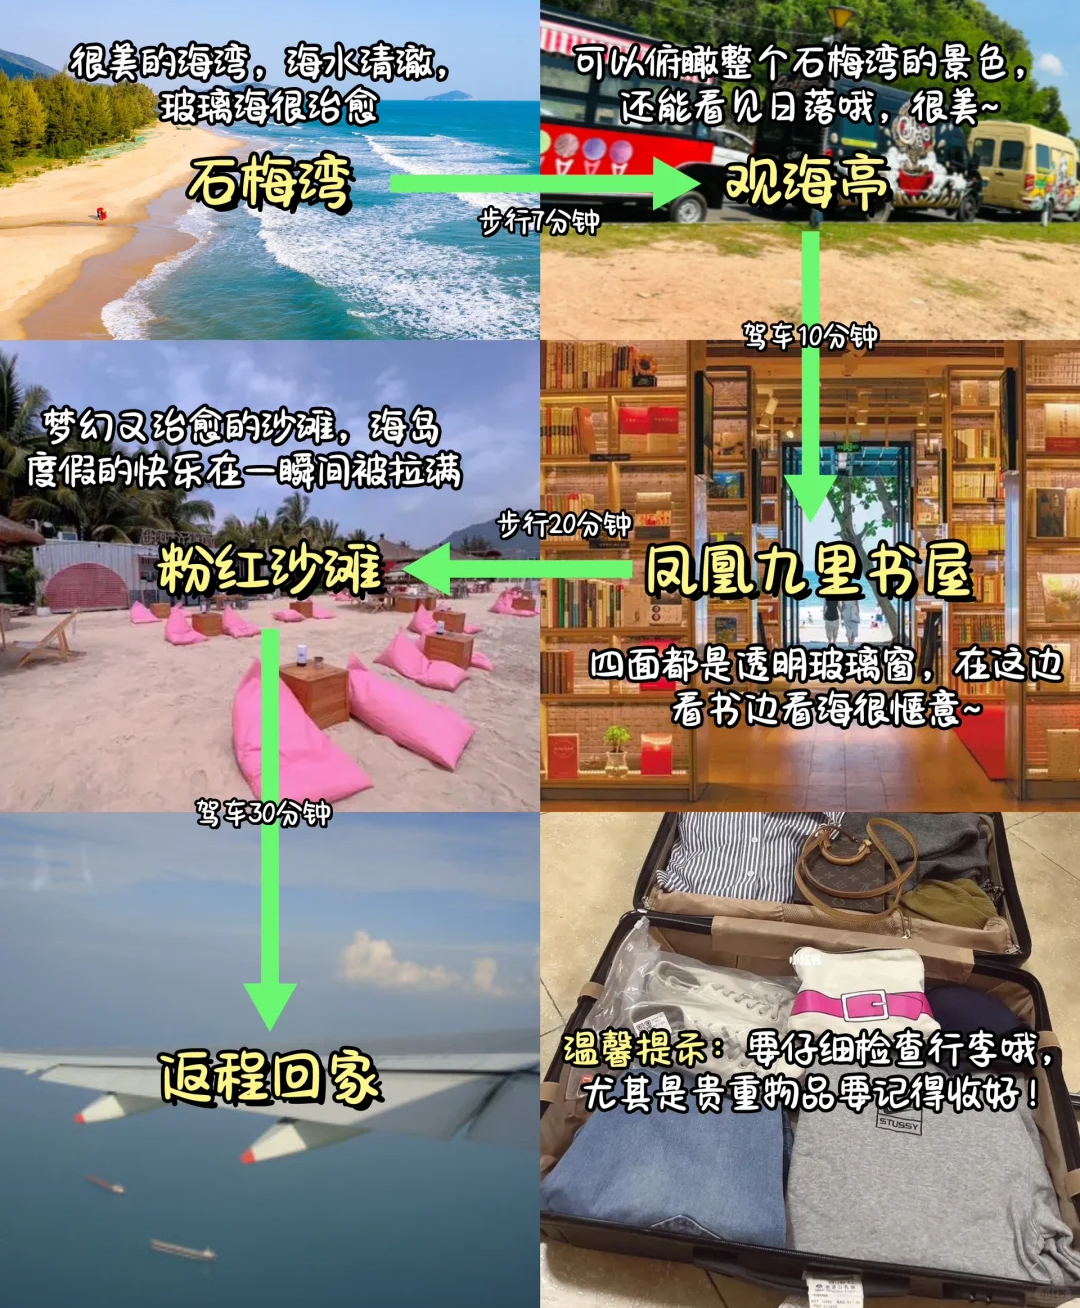 很美的海湾，海水清澈，
玻璃海很治愈
石梅湾
步行7分钟
可以俯瞰整个石梅湾的景色，
还能看见日落哦，很美~
观海亭
驾车10分钟
凤凰九里书屋
四面都是透明玻璃窗，在这边
看书边看海很惬意~
步行20分钟
梦幻又治愈的沙滩，海岛
度假的快乐在一瞬间被拉满
粉红沙滩
驾车30分钟
返程回家
小红书
温馨提示：要仔细检查行李哦，
尤其是贵重物品要记得收好！
STUSSY